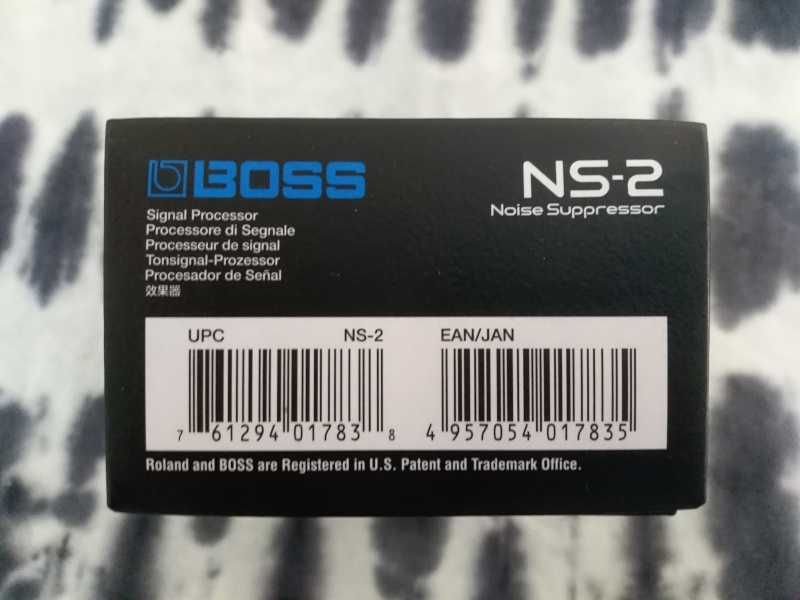 BOSS
NS-2
Noise Suppressor
Signal Processor
Processore di Segnale
Processeur de signal
Tonsignal-Prozessor
Procesador de Señal
效果器
UPC NS-2
7 61294 01783 8
EAN/JAN
4 957054 017835
Roland and BOSS are Registered in U.S. Patent and Trademark Office.